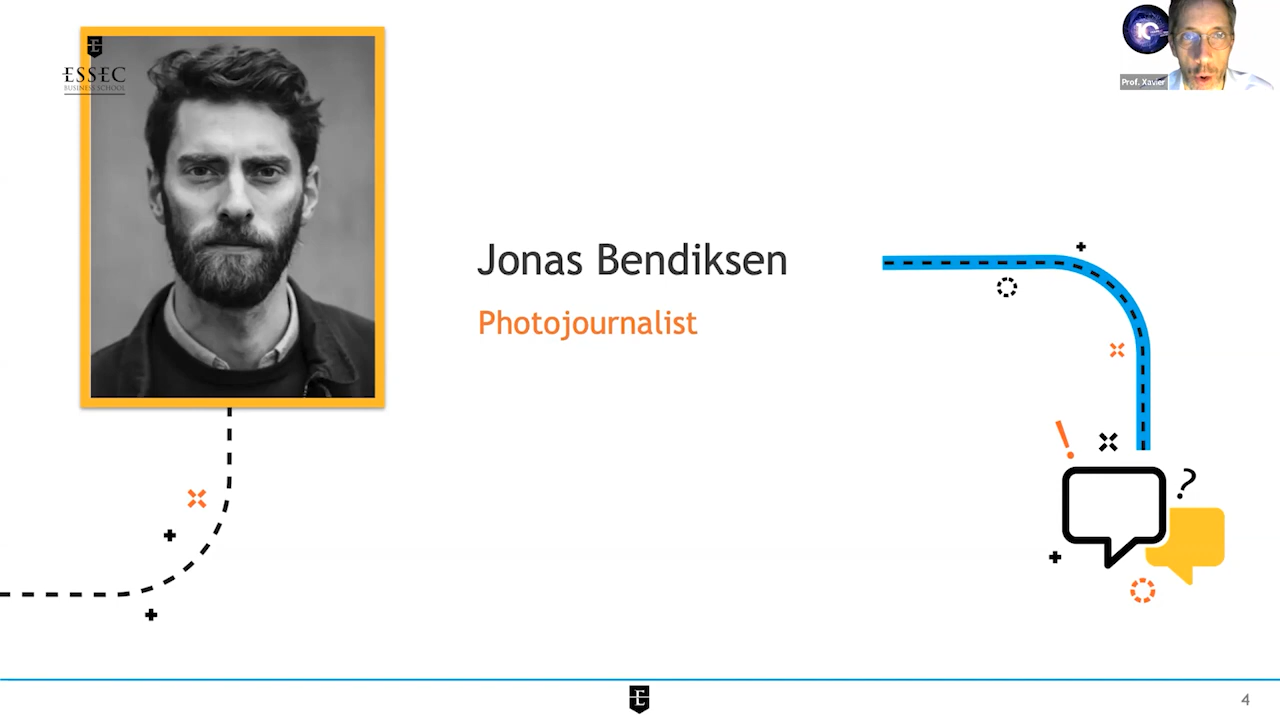 ESSEC
BUSINESS SCHOOL
Prof. Xavier
Jonas Bendiksen
Photojournalist
!
?
4